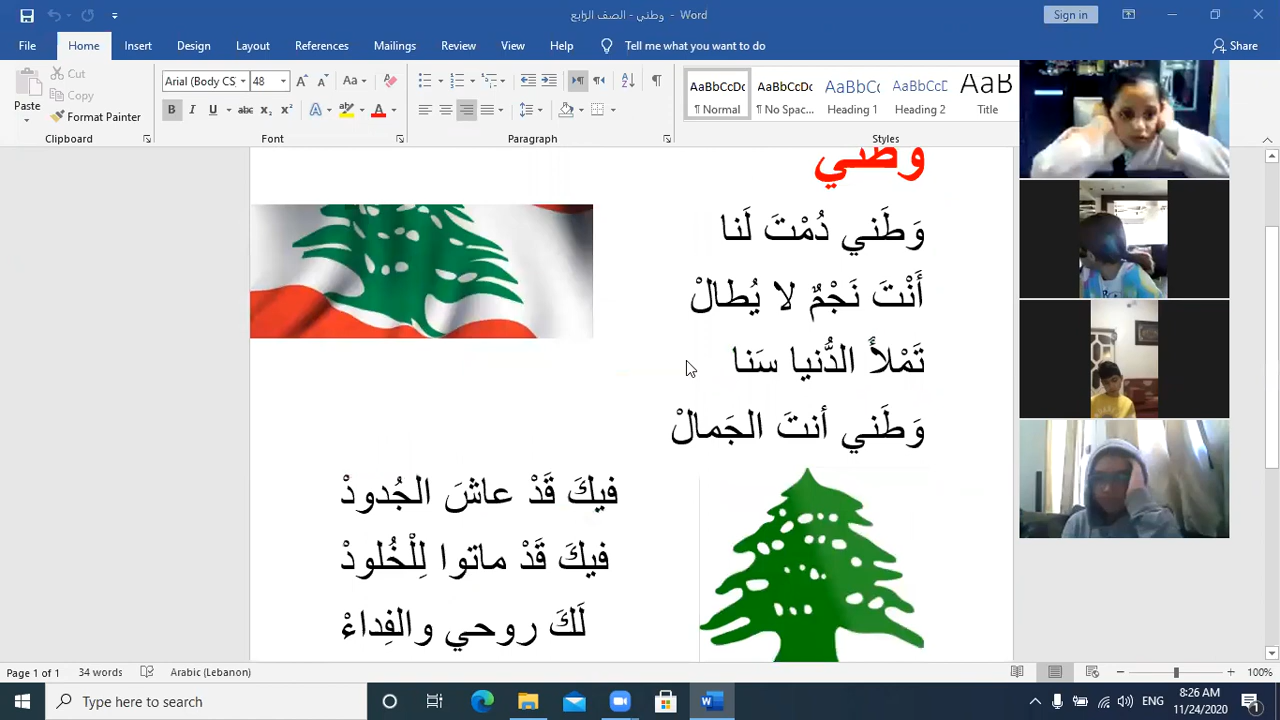 وطني - الصف الرابع - Word
Sign in
File Home Insert Design Layout References Mailings Review View Help Tell me what you want to do Share
Cut
Copy
Paste
Format Painter
Clipboard
Arial (Body CS 48
Font
Paragraph
AaBbCcDc AaBbCcDc AaBbCc AaBbCcD AaB
¶ Normal ¶ No Spac... Heading 1 Heading 2 Title
Styles
وطني
وَطَني دُمْتَ لَنا
أَنْتَ نَجْمٌ لا يُطالْ
تَمْلأُ الدُّنيا سَنا
وَطَني أنتَ الجَمالْ
فيكَ قَدْ عاشَ الجُدودْ
فيكَ قَدْ ماتوا لِلْخُلودْ
لَكَ روحي والفِداءْ
Page 1 of 1 34 words Arabic (Lebanon) 100%
Type here to search
ENG
8:26 AM
11/24/2020
1